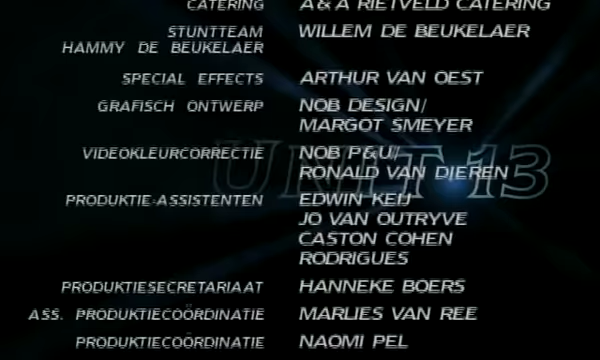 CATERING A & A RIETVELD CATERING
STUNTTEAM WILLEM DE BEUKELAER
HAMMY DE BEUKELAER
SPECIAL EFFECTS ARTHUR VAN OEST
GRAFISCH ONTWERP NOB DESIGN/
MARGOT SMEYER
VIDEOKLEURCORRECTIE NOB P&U/
RONALD VAN DIEREN
UNIT 13
PRODUKTIE-ASSISTENTEN EDWIN KEIJ
JO VAN OUTRYVE
CASTON COHEN
RODRIGUES
PRODUKTIESECRETARIAAT HANNEKE BOERS
ASS. PRODUKTIECOÖRDINATIE MARLIES VAN REE
PRODUKTIECOÖRDINATIE NAOMI PEL